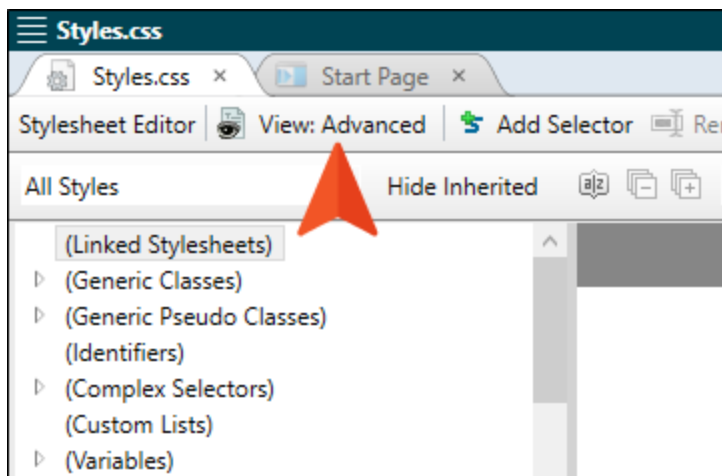 Styles.css
Styles.css × Start Page ×
Stylesheet Editor View: Advanced Add Selector
All Styles Hide Inherited a|z
(Linked Stylesheets)
(Generic Classes)
(Generic Pseudo Classes)
(Identifiers)
(Complex Selectors)
(Custom Lists)
(Variables)